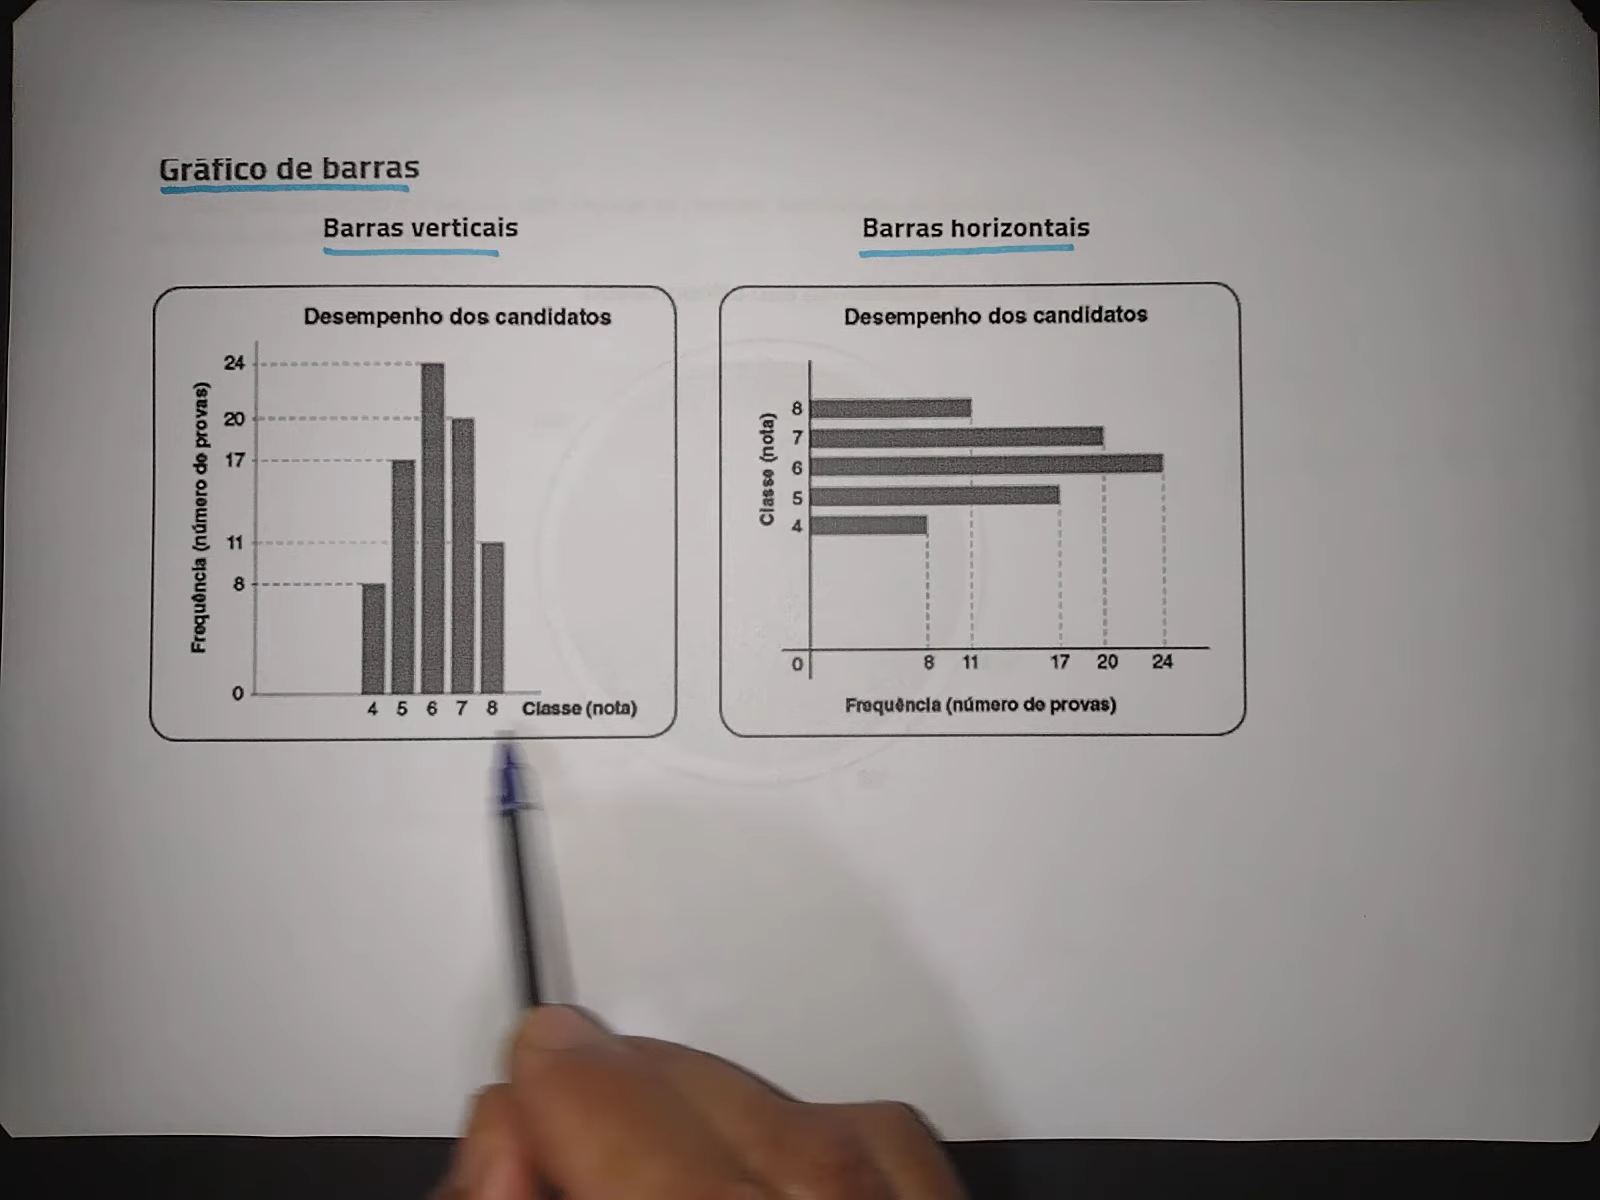 Gráfico de barras
Barras verticais
Barras horizontais
Desempenho dos candidatos
Frequência (número de provas)
24
20
17
11
8
0
4 5 6 7 8 Classe (nota)
Desempenho dos candidatos
Classe (nota)
8
7
6
5
4
0 8 11 17 20 24
Frequência (número de provas)